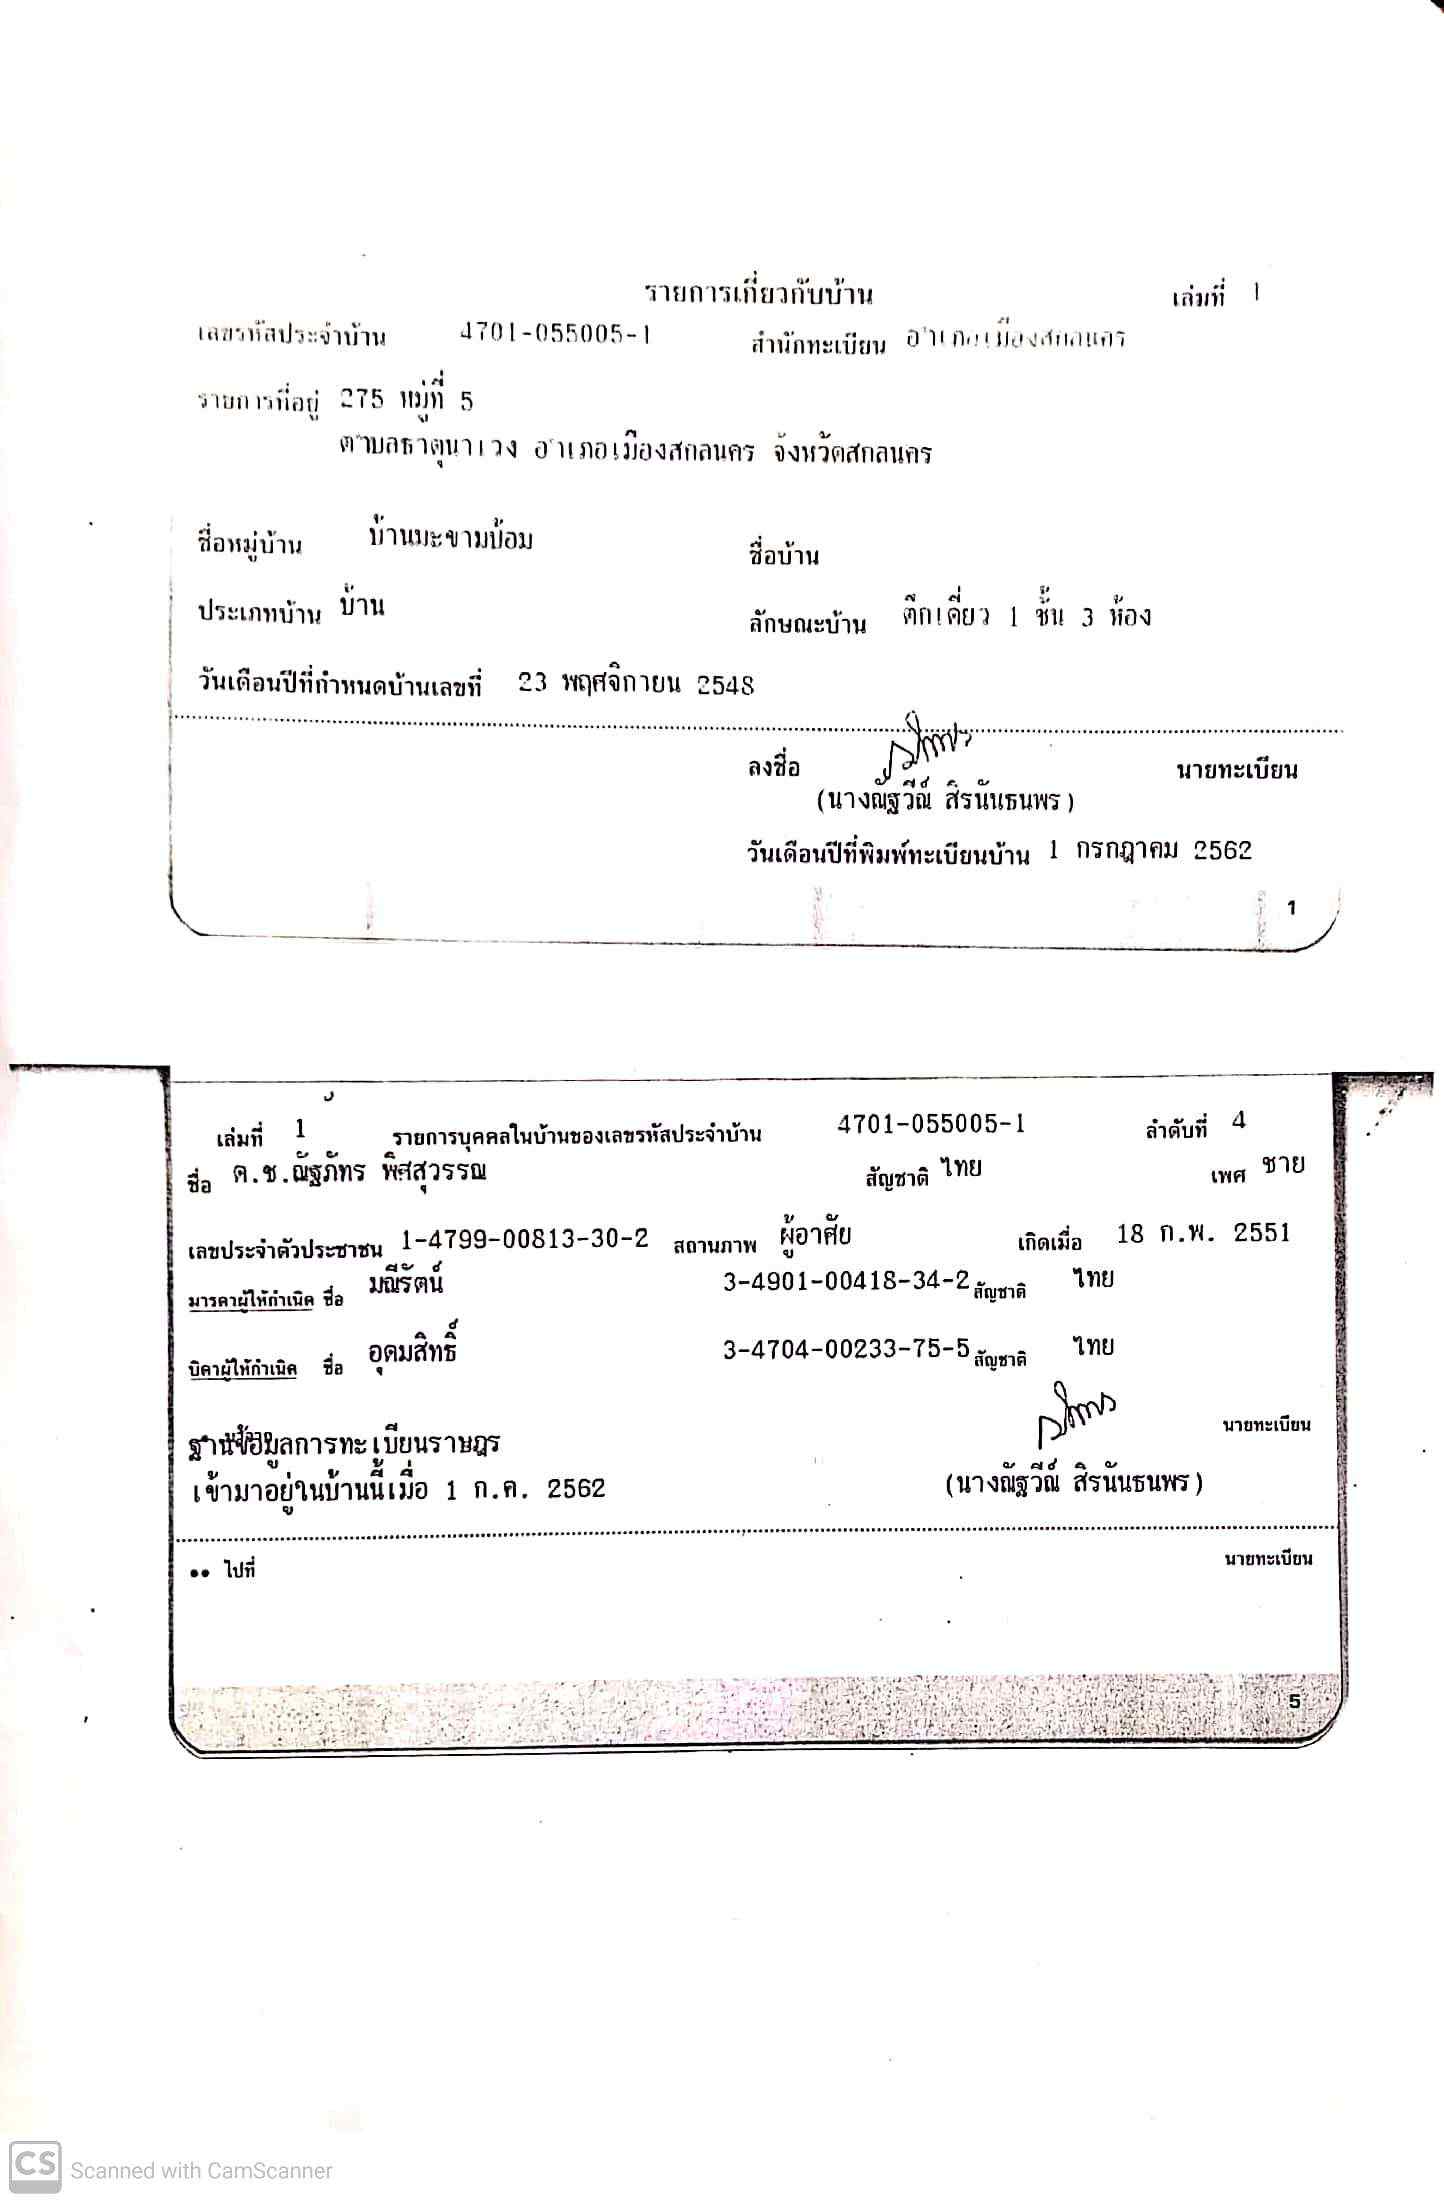 รายการเกี่ยวกับบ้าน เล่มที่ 1
เลขรหัสประจำบ้าน 4701-055005-1 สำนักทะเบียน อำเภอเมืองสกลนคร
รายการที่อยู่ 275 หมู่ที่ 5
ตำบลธาตุนาเวง อำเภอเมืองสกลนคร จังหวัดสกลนคร
ชื่อหมู่บ้าน บ้านมะขามป้อม ชื่อบ้าน
ประเภทบ้าน บ้าน ลักษณะบ้าน ตึกเดี่ยว 1 ชั้น 3 ห้อง
วันเดือนปีที่กำหนดบ้านเลขที่ 23 พฤศจิกายน 2548
ลงชื่อ นายทะเบียน
(นางณัฐวีณ์ สิรนันธนพร)
วันเดือนปีที่พิมพ์ทะเบียนบ้าน 1 กรกฎาคม 2562
1
เล่มที่ 1 รายการบุคคลในบ้านของเลขรหัสประจำบ้าน 4701-055005-1 ลำดับที่ 4
ชื่อ ด.ช.ณัฐภัทร พิศสุวรรณ สัญชาติ ไทย เพศ ชาย
เลขประจำตัวประชาชน 1-4799-00813-30-2 สถานภาพ ผู้อาศัย เกิดเมื่อ 18 ก.พ. 2551
มารดาผู้ให้กำเนิด ชื่อ มณีรัตน์ 3-4901-00418-34-2 สัญชาติ ไทย
บิดาผู้ให้กำเนิด ชื่อ อุดมสิทธิ์ 3-4704-00233-75-5 สัญชาติ ไทย
ฐานข้อมูลการทะเบียนราษฎร นายทะเบียน
เข้ามาอยู่ในบ้านนี้เมื่อ 1 ก.ค. 2562 (นางณัฐวีณ์ สิรนันธนพร)
•• ไปที่ นายทะเบียน
5
CS Scanned with CamScanner